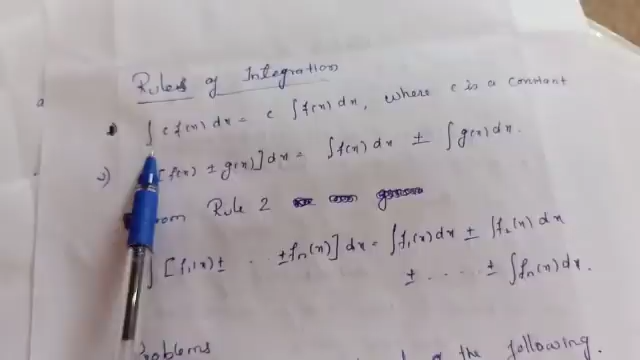 Rules of Integration
∫ c f(x) dx = c ∫ f(x) dx, where c is a constant
2) [f(x) ± g(x)] dx = ∫ f(x) dx ± ∫ g(x) dx.
from Rule 2
∫ [f₁(x) ± . . ± fn(x)] dx = ∫ f₁(x) dx ± ∫ f₂(x) dx
± . . . . ± ∫ fn(x) dx.
of the following.